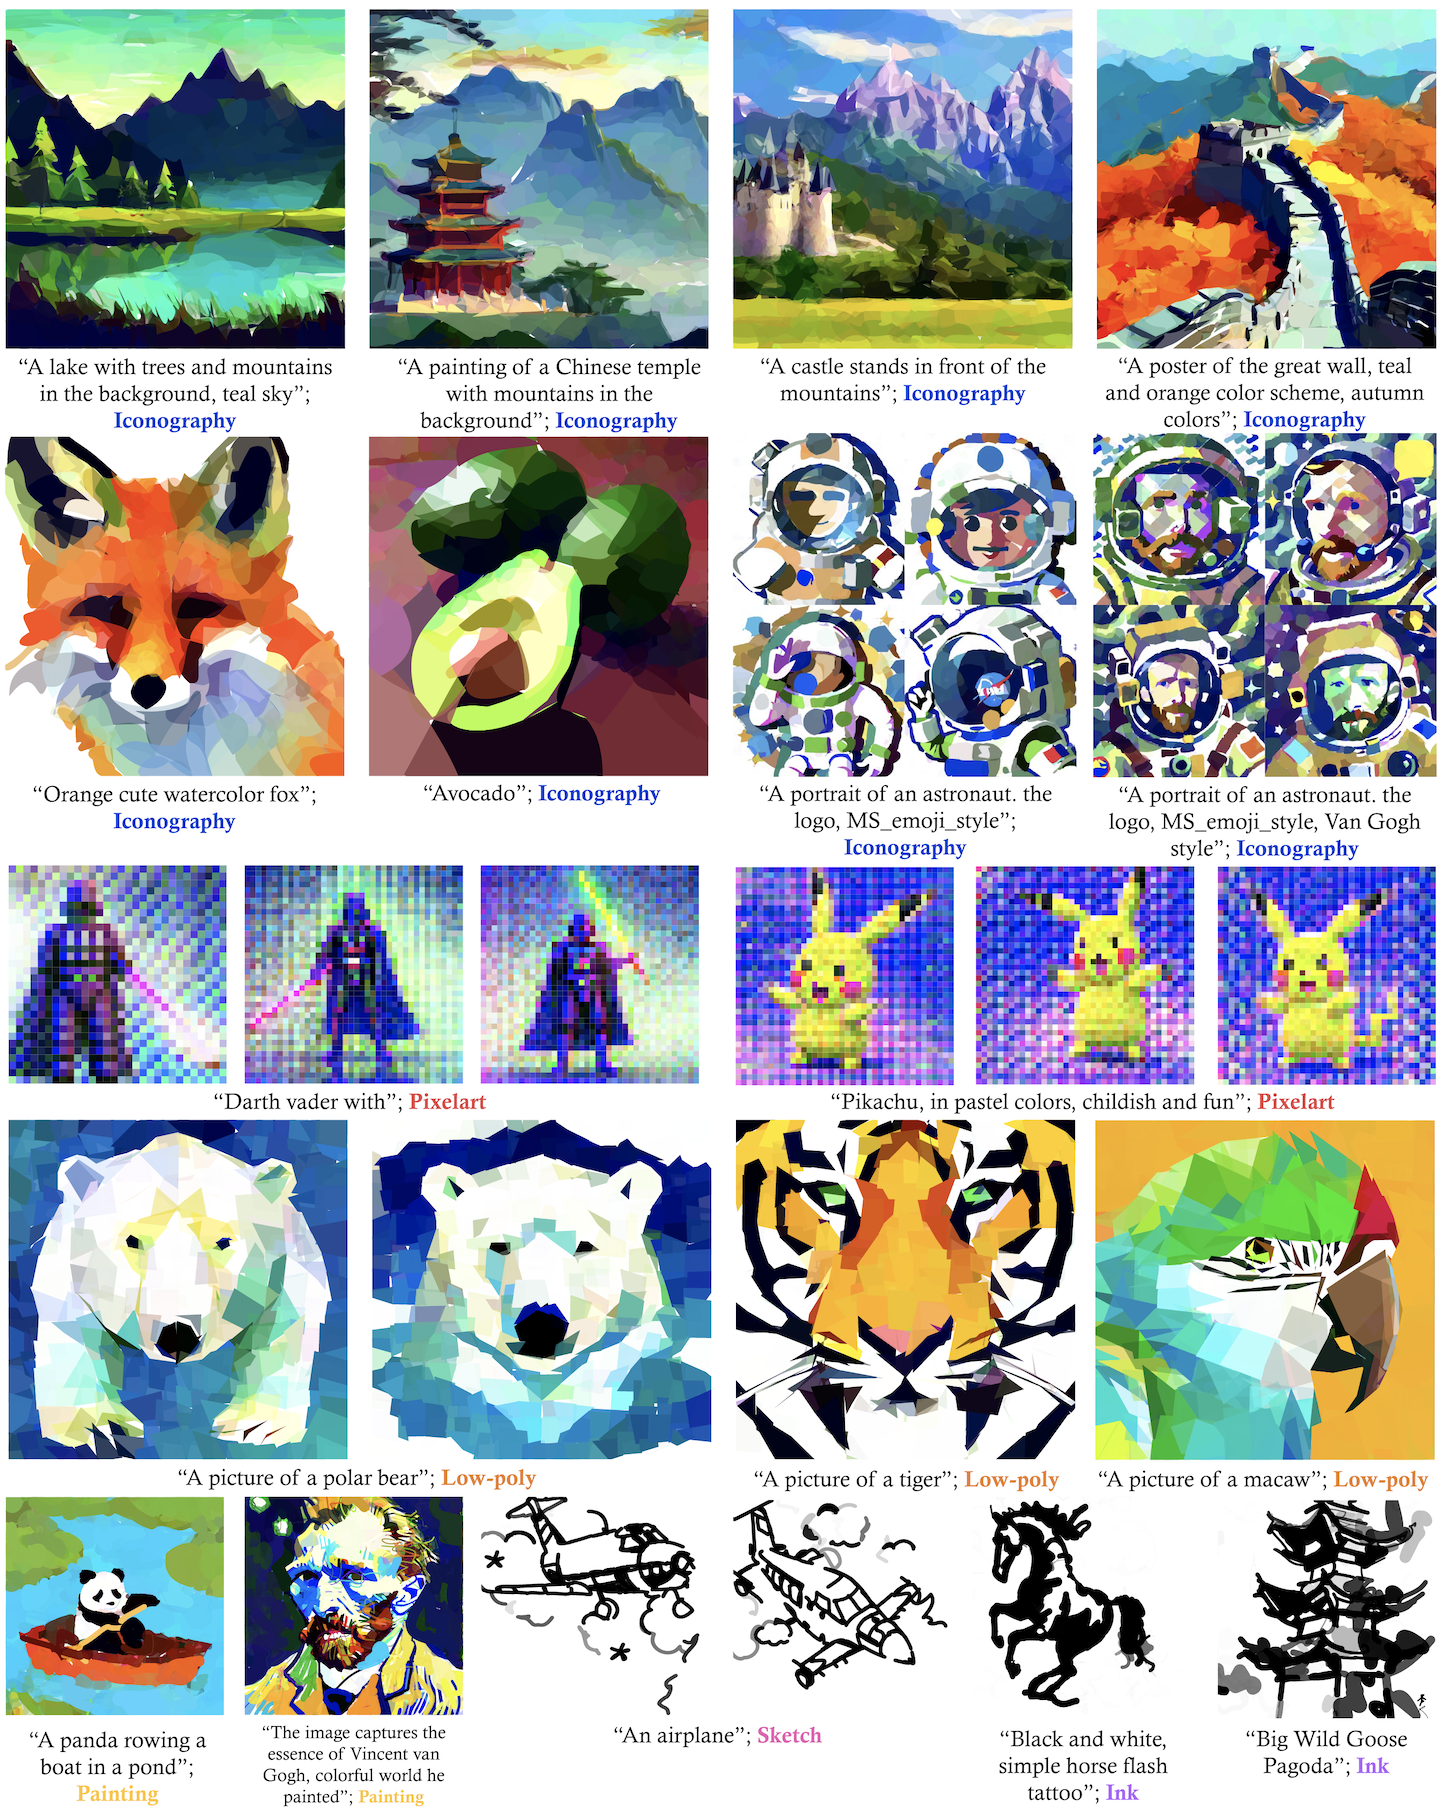 “A lake with trees and mountains
in the background, teal sky”;
Iconography
“A painting of a Chinese temple
with mountains in the
background”; Iconography
“A castle stands in front of the
mountains”; Iconography
“A poster of the great wall, teal
and orange color scheme, autumn
colors”; Iconography
“Orange cute watercolor fox”;
Iconography
“Avocado”; Iconography
“A portrait of an astronaut. the
logo, MS_emoji_style”;
Iconography
“A portrait of an astronaut. the
logo, MS_emoji_style, Van Gogh
style”; Iconography
“Darth vader with”; Pixelart
“Pikachu, in pastel colors, childish and fun”; Pixelart
“A picture of a polar bear”; Low-poly
“A picture of a tiger”; Low-poly
“A picture of a macaw”; Low-poly
“A panda rowing a
boat in a pond”;
Painting
“The image captures the
essence of Vincent van
Gogh, colorful world he
painted”; Painting
“An airplane”; Sketch
“Black and white,
simple horse flash
tattoo”; Ink
“Big Wild Goose
Pagoda”; Ink